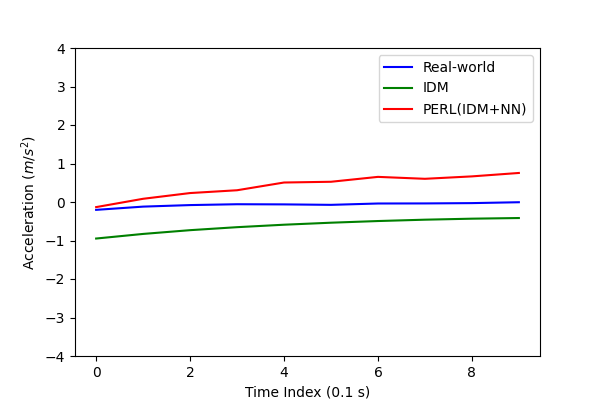 Real-world
IDM
PERL(IDM+NN)
4
3
2
1
0
−1
−2
−3
−4
Acceleration (m/s²)
0 2 4 6 8
Time Index (0.1 s)